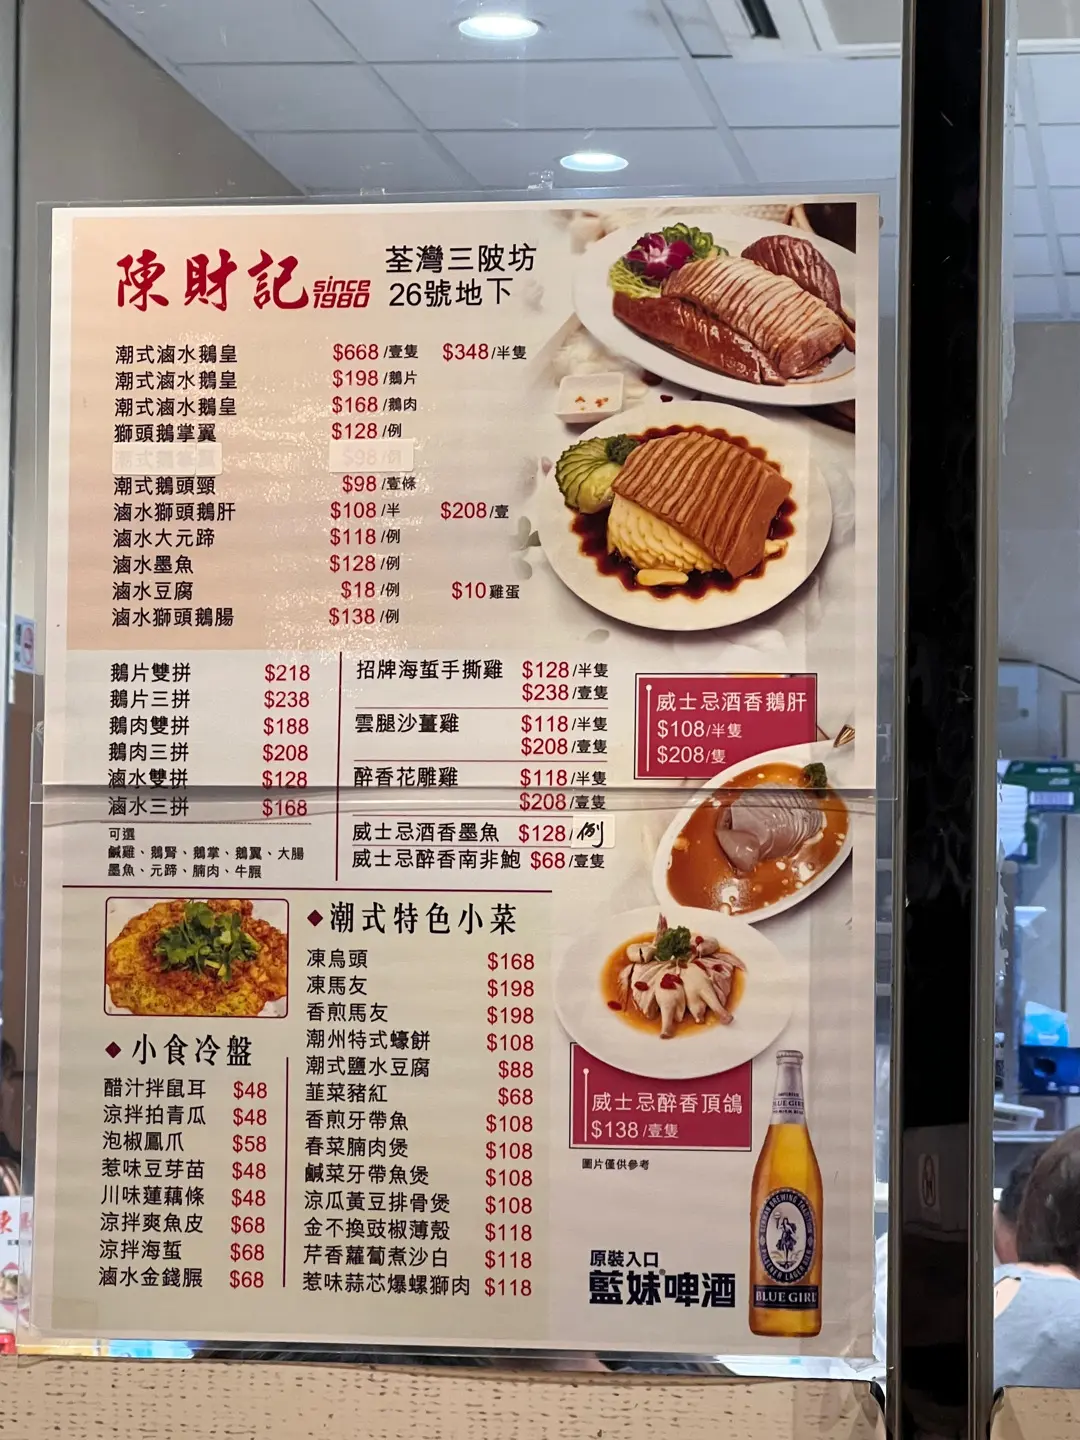 陳財記 since 1980
荃灣三陂坊
26號地下
潮式滷水鵝皇 $668/壹隻 $348/半隻
潮式滷水鵝皇 $198/鵝片
潮式滷水鵝皇 $168/鵝肉
獅頭鵝掌翼 $128/例
潮式鵝掌翼 $98/例
潮式鵝頭頸 $98/壹條
滷水獅頭鵝肝 $108/半 $208/壹
滷水大元蹄 $118/例
滷水墨魚 $128/例
滷水豆腐 $18/例 $10雞蛋
滷水獅頭鵝腸 $138/例
鵝片雙拼 $218
鵝片三拼 $238
鵝肉雙拼 $188
鵝肉三拼 $208
滷水雙拼 $128
滷水三拼 $168
可選
鹹雞、鵝腎、鵝掌、鵝翼、大腸
墨魚、元蹄、腩肉、牛𦟌
招牌海蜇手撕雞 $128/半隻
$238/壹隻
雲腿沙薑雞 $118/半隻
$208/壹隻
醉香花雕雞 $118/半隻
$208/壹隻
威士忌酒香墨魚 $128/例
威士忌醉香南非鮑 $68/壹隻
威士忌酒香鵝肝
$108/半隻
$208/隻
小食冷盤
醋汁拌鼠耳 $48
涼拌拍青瓜 $48
泡椒鳳爪 $58
惹味豆芽苗 $48
川味蓮藕條 $48
涼拌爽魚皮 $68
涼拌海蜇 $68
滷水金錢𦟌 $68
潮式特色小菜
凍烏頭 $168
凍馬友 $198
香煎馬友 $198
潮州特式蠔餅 $108
潮式鹽水豆腐 $88
韮菜豬紅 $68
香煎牙帶魚 $108
春菜腩肉煲 $108
鹹菜牙帶魚煲 $108
涼瓜黃豆排骨煲 $108
金不換豉椒薄殼 $118
芹香蘿蔔煮沙白 $118
惹味蒜芯爆螺獅肉 $118
威士忌醉香頂鴿
$138/壹隻
圖片僅供參考
原裝入口
藍妹®啤酒
BLUE GIRL
BLUE GIRL